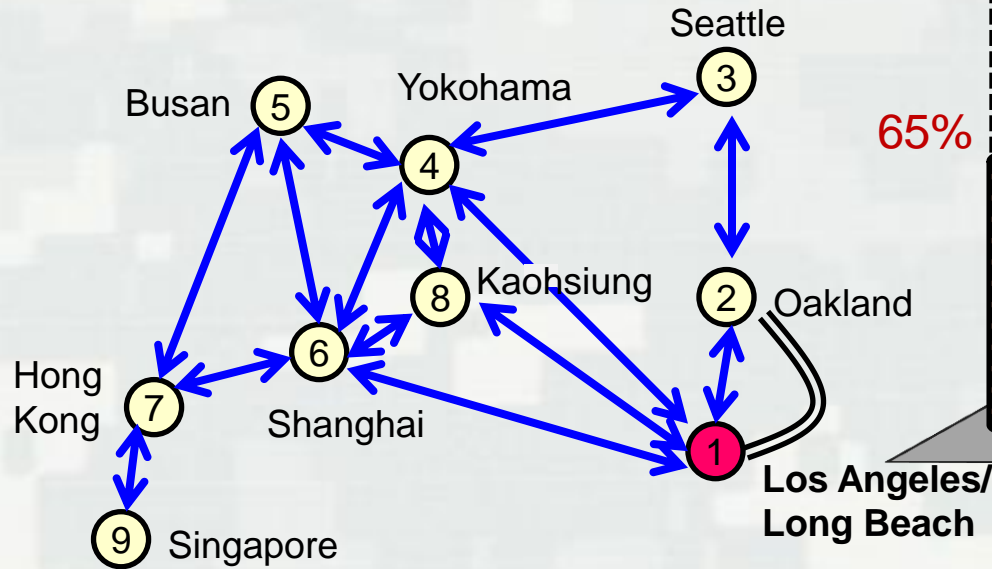 Seattle
3
Busan
5
Yokohama
4
65%
8
Kaohsiung
2
Oakland
6
Shanghai
Hong
Kong
7
1
Los Angeles/
Long Beach
9
Singapore